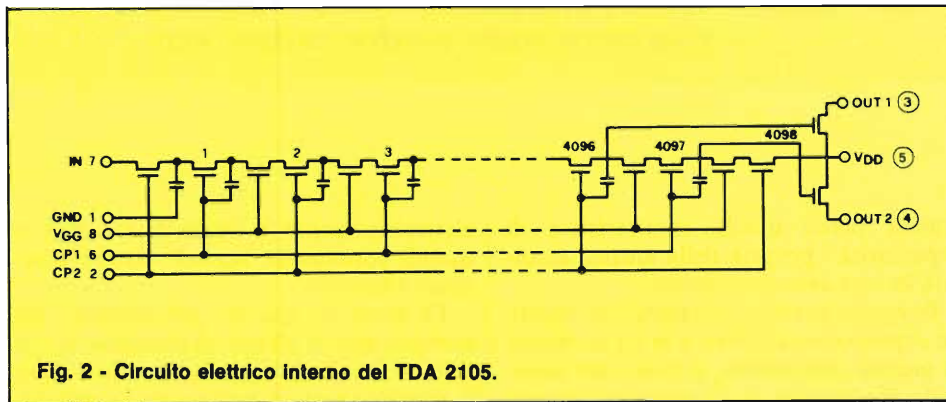 OUT 1 3
4098
4096 4097
1 2 3
IN 7
VDD 5
GND 1
VGG 8
OUT 2 4
CP1 6
CP2 2
Fig. 2 - Circuito elettrico interno del TDA 2105.